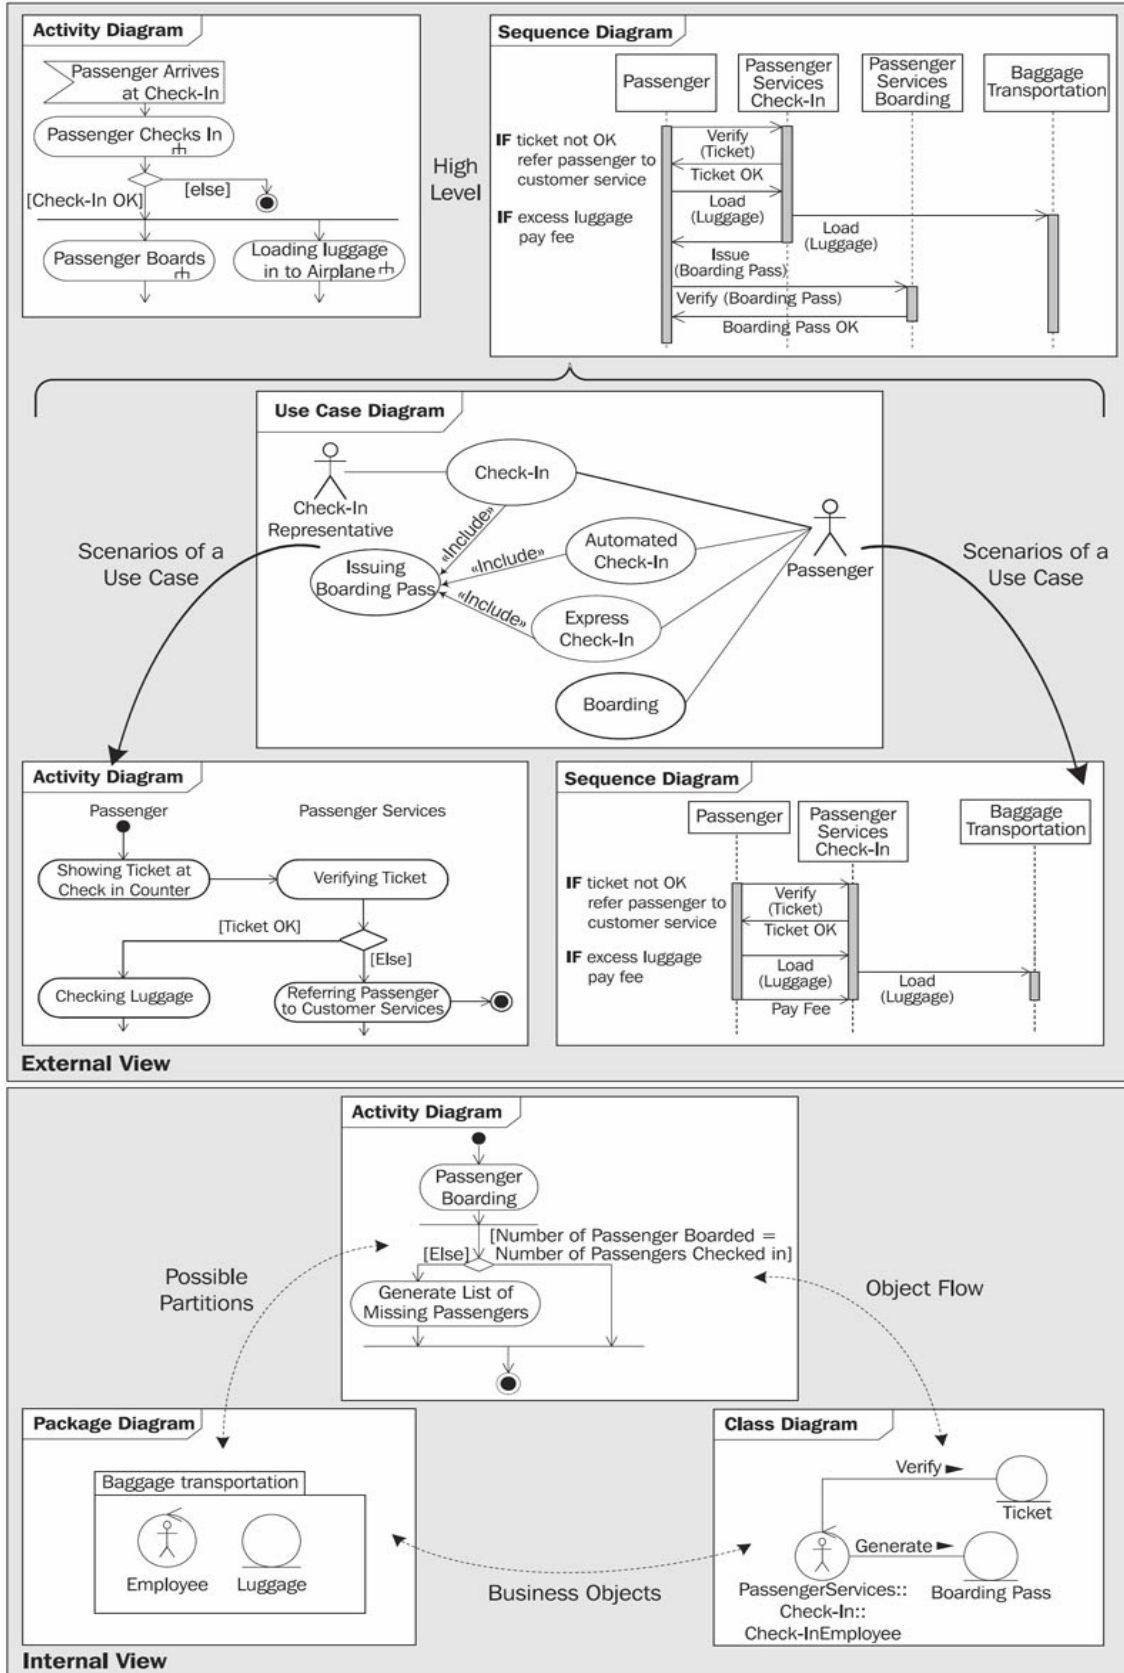 Activity Diagram
Passenger Arrives
at Check-In
Passenger Checks In
[Check-In OK]
[else]
Passenger Boards
Loading luggage
in to Airplane
High
Level
Sequence Diagram
Passenger
Passenger
Services
Check-In
Passenger
Services
Boarding
Baggage
Transportation
IF ticket not OK
refer passenger to
customer service
IF excess luggage
pay fee
Verify
(Ticket)
Ticket OK
Load
(Luggage)
Load
(Luggage)
Issue
(Boarding Pass)
Verify (Boarding Pass)
Boarding Pass OK
Use Case Diagram
Check-In
Representative
Check-In
«Include»
Automated
Check-In
«Include»
Issuing
Boarding Pass
«Include»
Express
Check-In
Passenger
Boarding
Scenarios of a
Use Case
Scenarios of a
Use Case
Activity Diagram
Passenger
Passenger Services
Showing Ticket at
Check in Counter
Verifying Ticket
[Ticket OK]
[Else]
Checking Luggage
Referring Passenger
to Customer Services
Sequence Diagram
Passenger
Passenger
Services
Check-In
Baggage
Transportation
IF ticket not OK
refer passenger to
customer service
IF excess luggage
pay fee
Verify
(Ticket)
Ticket OK
Load
(Luggage)
Load
(Luggage)
Pay Fee
External View
Activity Diagram
Passenger
Boarding
[Number of Passenger Boarded =
Number of Passengers Checked in]
[Else]
Generate List of
Missing Passengers
Possible
Partitions
Object Flow
Package Diagram
Baggage transportation
Employee
Luggage
Business Objects
Class Diagram
Verify
Ticket
Generate
Boarding Pass
PassengerServices::
Check-In::
Check-InEmployee
Internal View